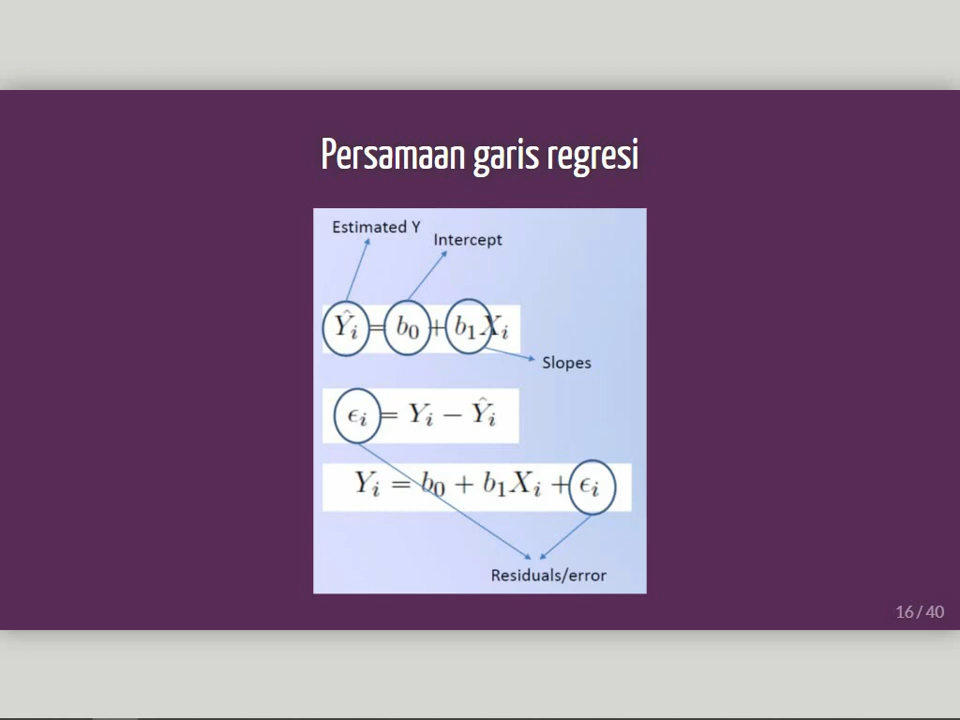 Persamaan garis regresi
Estimated Y
Intercept
Ŷᵢ = b₀ + b₁Xᵢ
Slopes
ϵᵢ = Yᵢ − Ŷᵢ
Yᵢ = b₀ + b₁Xᵢ + ϵᵢ
Residuals/error
16 / 40